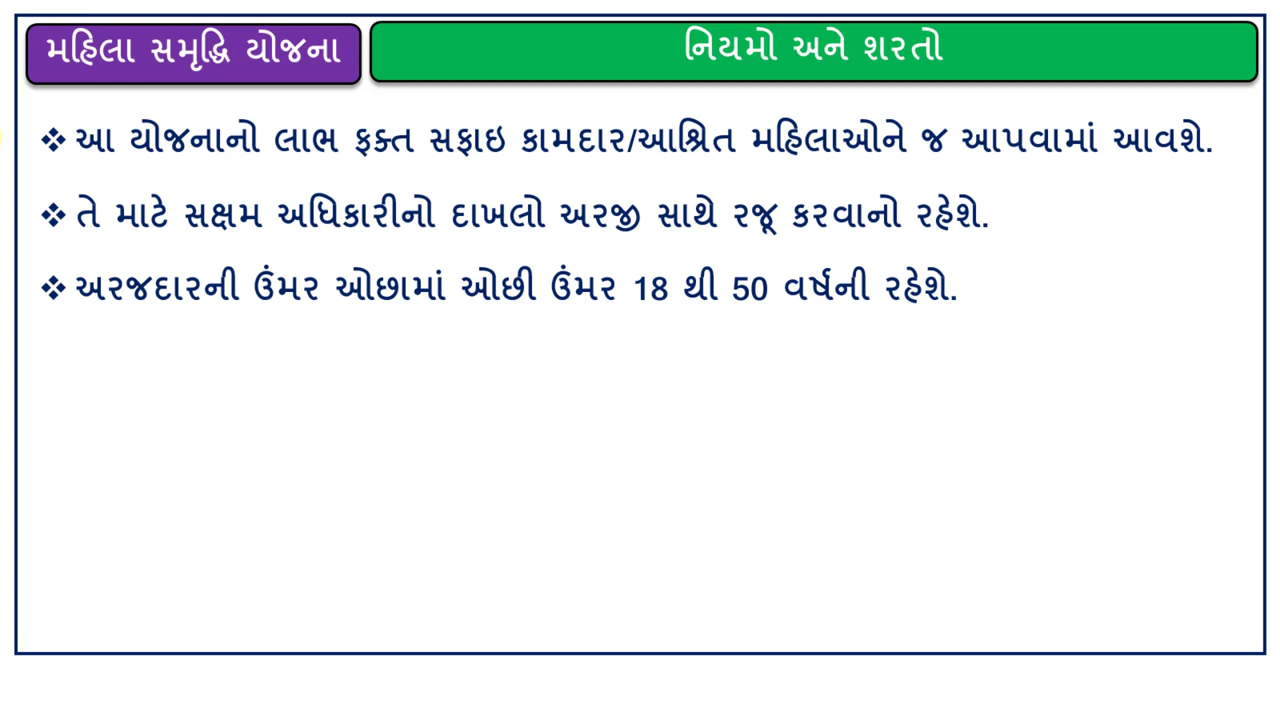 મહિલા સમૃદ્ધિ યોજના
નિયમો અને શરતો
❖ આ યોજનાનો લાભ ફક્ત સફાઇ કામદાર/આશ્રિત મહિલાઓને જ આપવામાં આવશે.
❖ તે માટે સક્ષમ અધિકારીનો દાખલો અરજી સાથે રજૂ કરવાનો રહેશે.
❖ અરજદારની ઉંમર ઓછામાં ઓછી ઉંમર 18 થી 50 વર્ષની રહેશે.